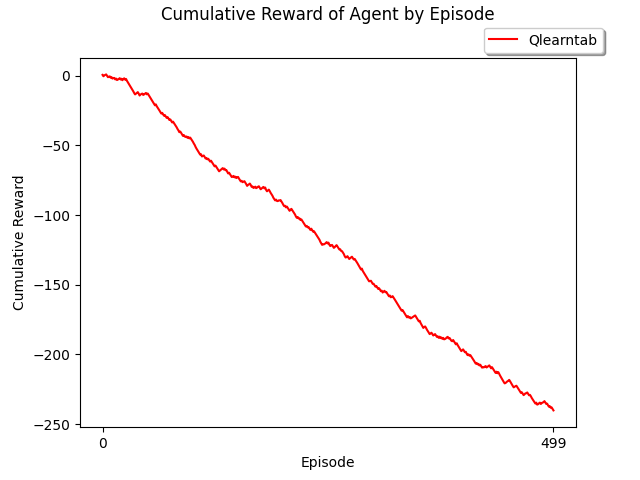 Cumulative Reward of Agent by Episode
Qlearntab
0
−50
−100
−150
−200
−250
Cumulative Reward
0
499
Episode